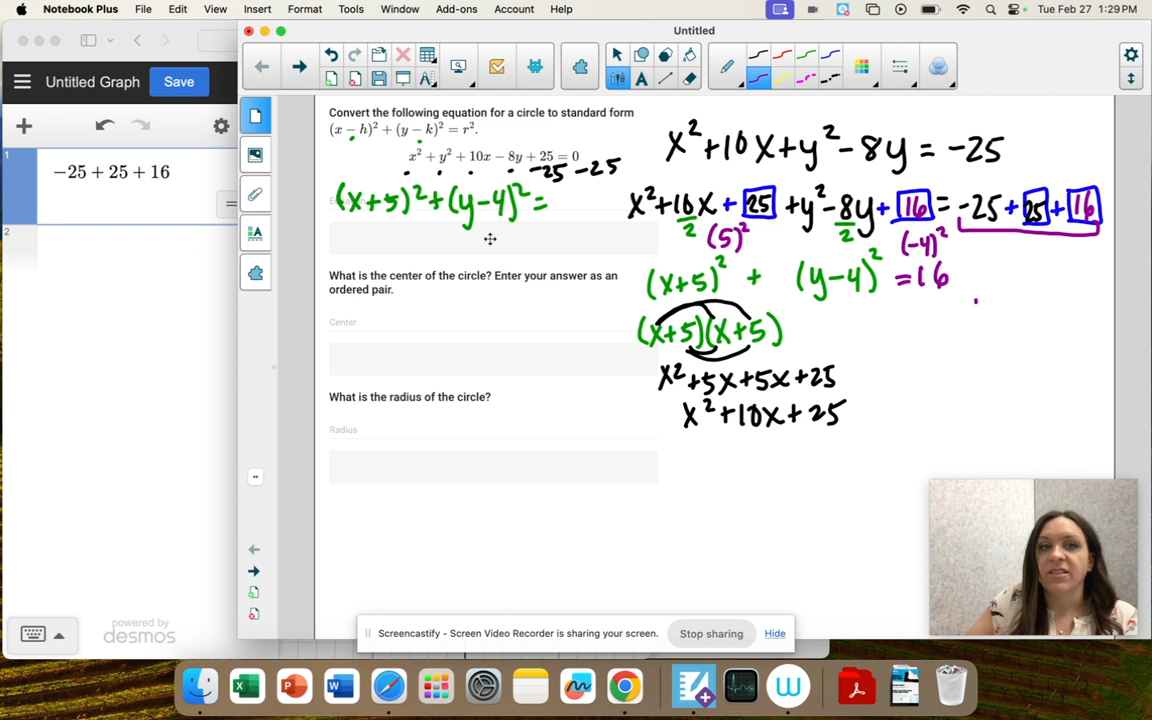 Notebook Plus File Edit View Insert Format Tools Window Add-ons Account Help Tue Feb 27 1:29 PM
Untitled
Untitled Graph Save
1
−25 + 25 + 16
=
2
powered by
desmos
Convert the following equation for a circle to standard form
(x − h)² + (y − k)² = r².
x² + y² + 10x − 8y + 25 = 0
-25 -25
(x+5)² + (y-4)² =
What is the center of the circle? Enter your answer as an
ordered pair.
Center
What is the radius of the circle?
Radius
x² + 10x + y² - 8y = -25
x² + 10x + 25 + y² - 8y + 16 = -25 + 25 + 16
2 (5)² 2 (-4)²
(x+5)² + (y-4)² = 16
(x+5)(x+5)
x² + 5x + 5x + 25
x² + 10x + 25
Screencastify - Screen Video Recorder is sharing your screen. Stop sharing Hide